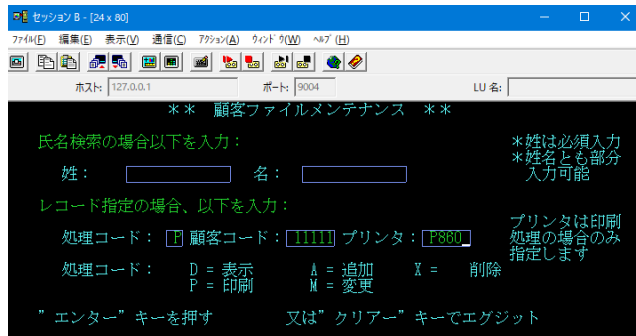 セッション B - [24 x 80]
ファイル(F) 編集(E) 表示(V) 通信(C) アクション(A) ウィンドウ(W) ヘルプ(H)
ホスト: 127.0.0.1 ポート: 9004 LU 名:
** 顧客ファイルメンテナンス **
氏名検索の場合以下を入力：
*姓は必須入力
*姓名とも部分
入力可能
姓： 名：
レコード指定の場合、以下を入力：
処理コード： P 顧客コード： 11111 プリンタ： P860_
プリンタは印刷
処理の場合のみ
指定します
処理コード： D = 表示 A = 追加 X = 削除
P = 印刷 M = 変更
”エンター”キーを押す 又は”クリアー”キーでエグジット